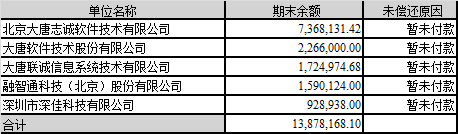 单位名称 期末余额 未偿还原因
北京大唐志诚软件技术有限公司 7,368,131.42 暂未付款
大唐软件技术股份有限公司 2,266,000.00 暂未付款
大唐联诚信息系统技术有限公司 1,724,974.68 暂未付款
融智通科技（北京）股份有限公司 1,590,124.00 暂未付款
深圳市深佳科技有限公司 928,938.00 暂未付款
合计 13,878,168.10